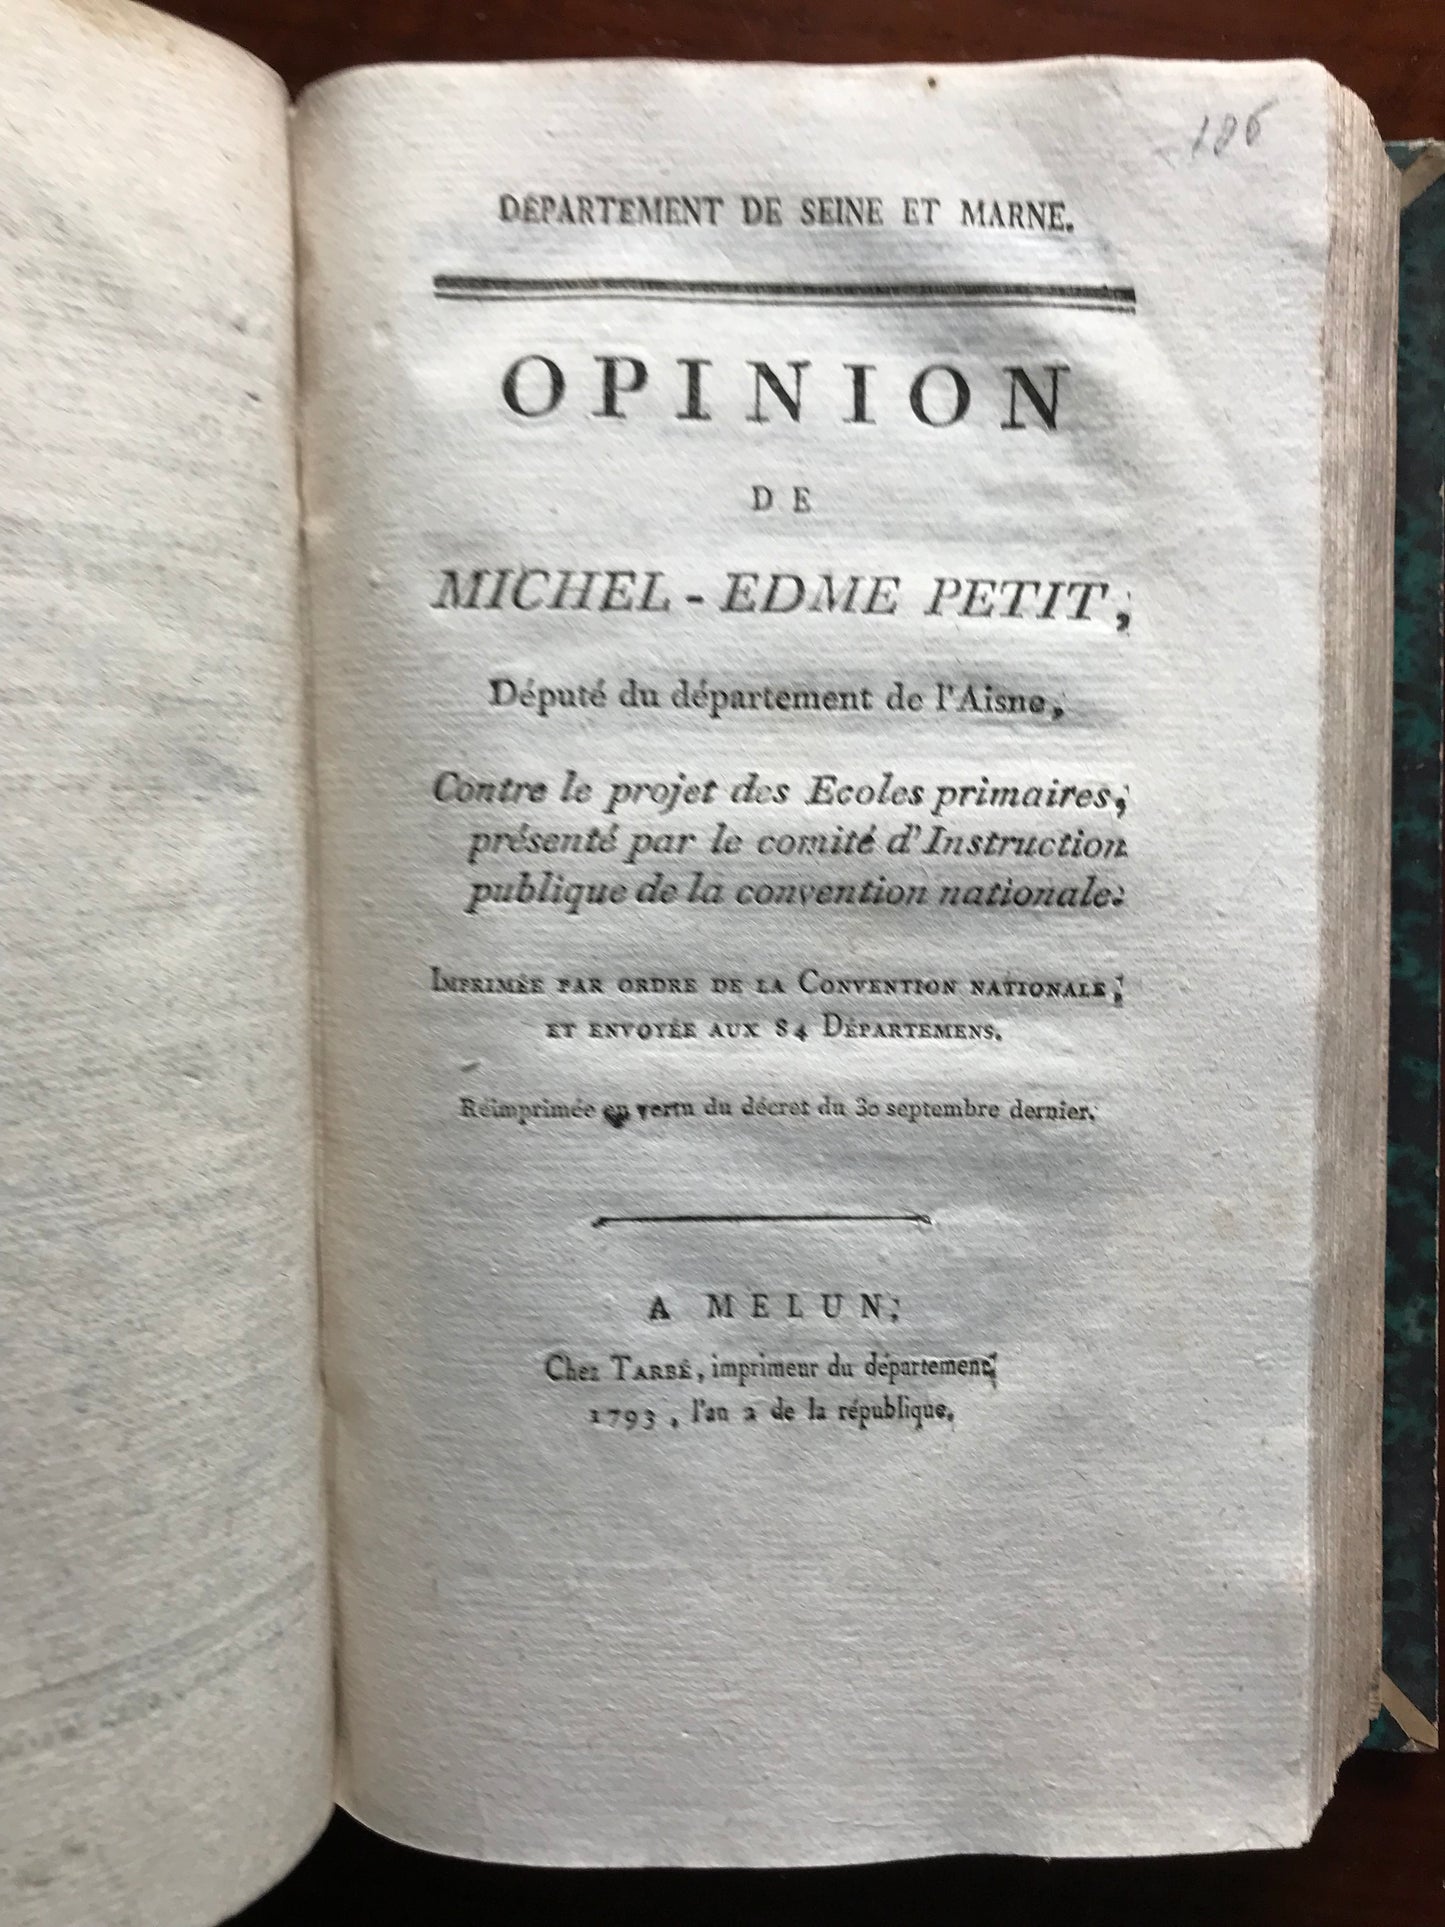 186
DÉPARTEMENT DE SEINE ET MARNE.
OPINION
DE
MICHEL-EDME PETIT,
Député du département de l'Aisne,
Contre le projet des Ecoles primaires,
présenté par le comité d'Instruction
publique de la convention nationale.
IMPRIMÉE PAR ORDRE DE LA CONVENTION NATIONALE,
ET ENVOYÉE AUX 84 DÉPARTEMENS.
Réimprimée en vertu du décret du 30 septembre dernier.
A MELUN,
Chez TARBÉ, imprimeur du département,
1793, l'an 2 de la république.